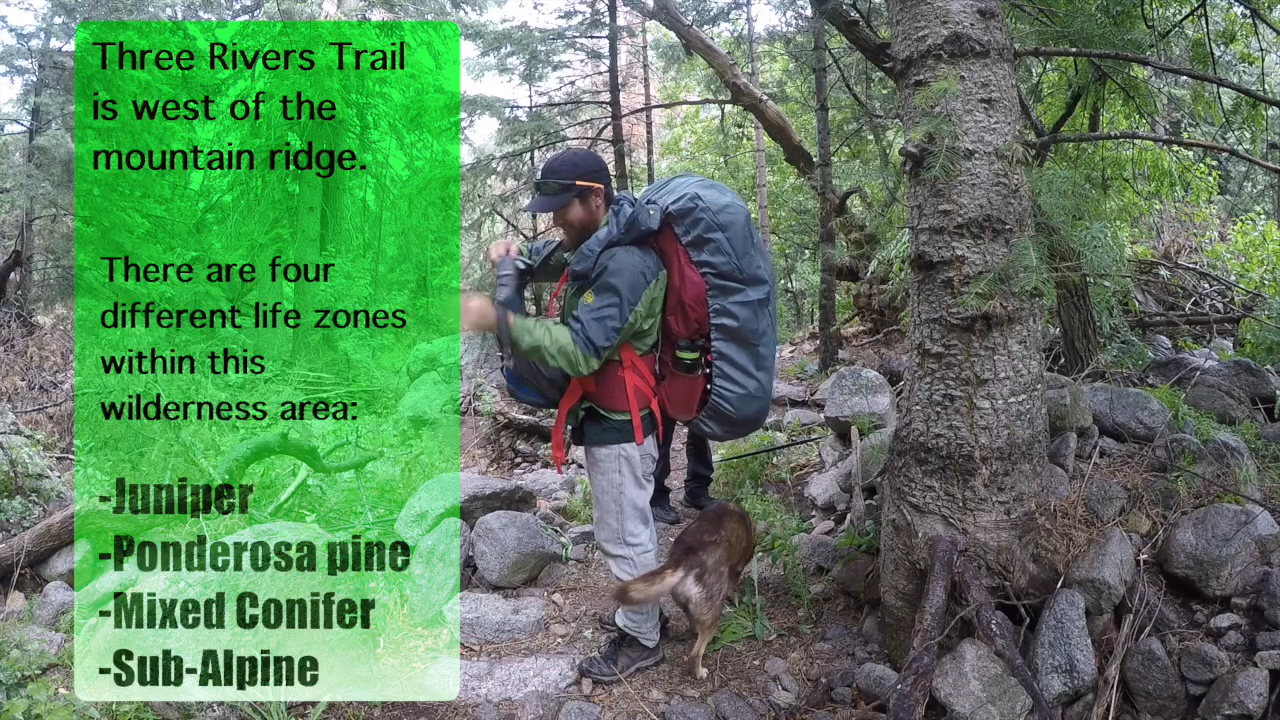 Three Rivers Trail
is west of the
mountain ridge.
There are four
different life zones
within this
wilderness area:
-Juniper
-Ponderosa pine
-Mixed Conifer
-Sub-Alpine